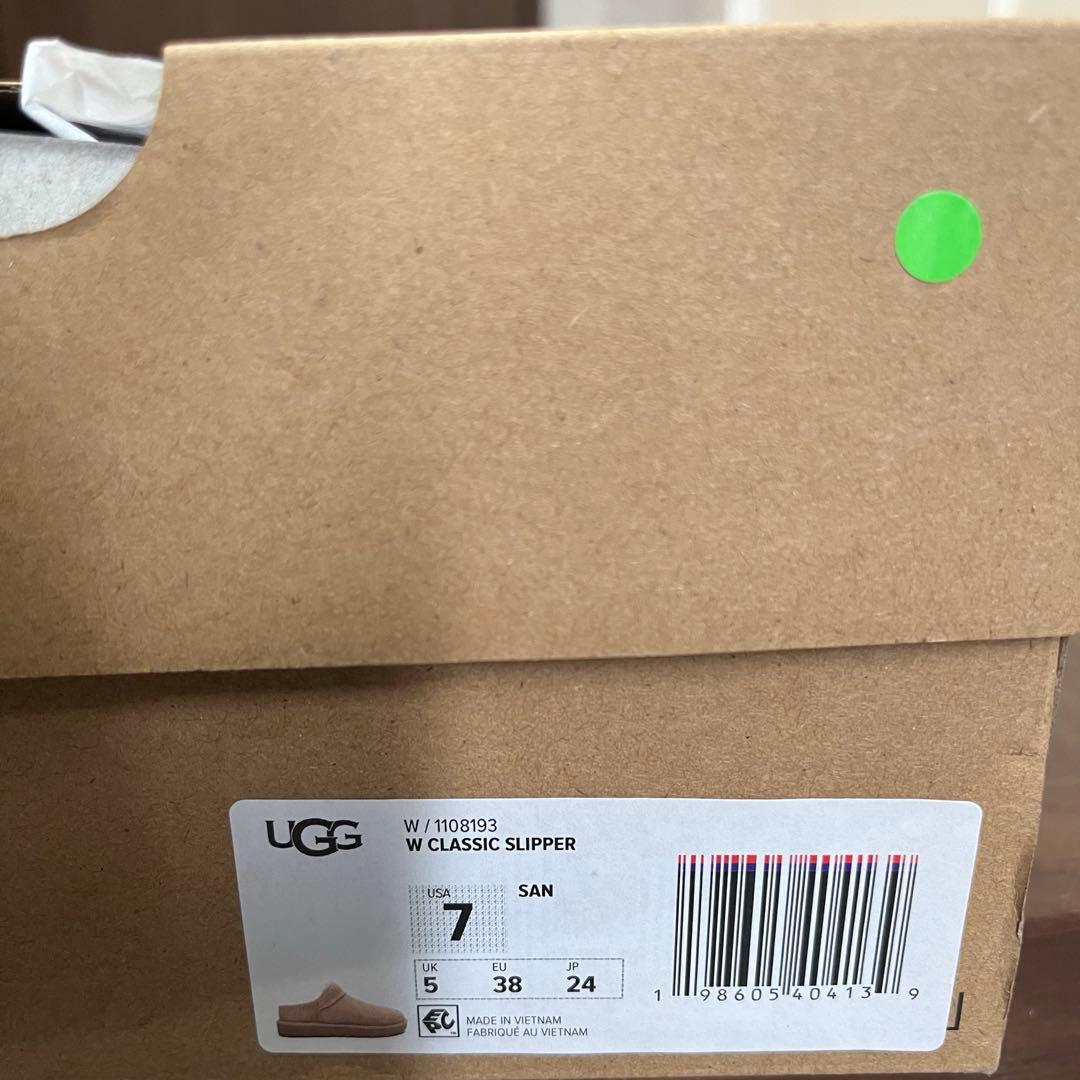 UGG
W / 1108193
W CLASSIC SLIPPER
USA
7
SAN
UK EU JP
5 38 24
EPC
MADE IN VIETNAM
FABRIQUÉ AU VIETNAM
1 98605 40413 9